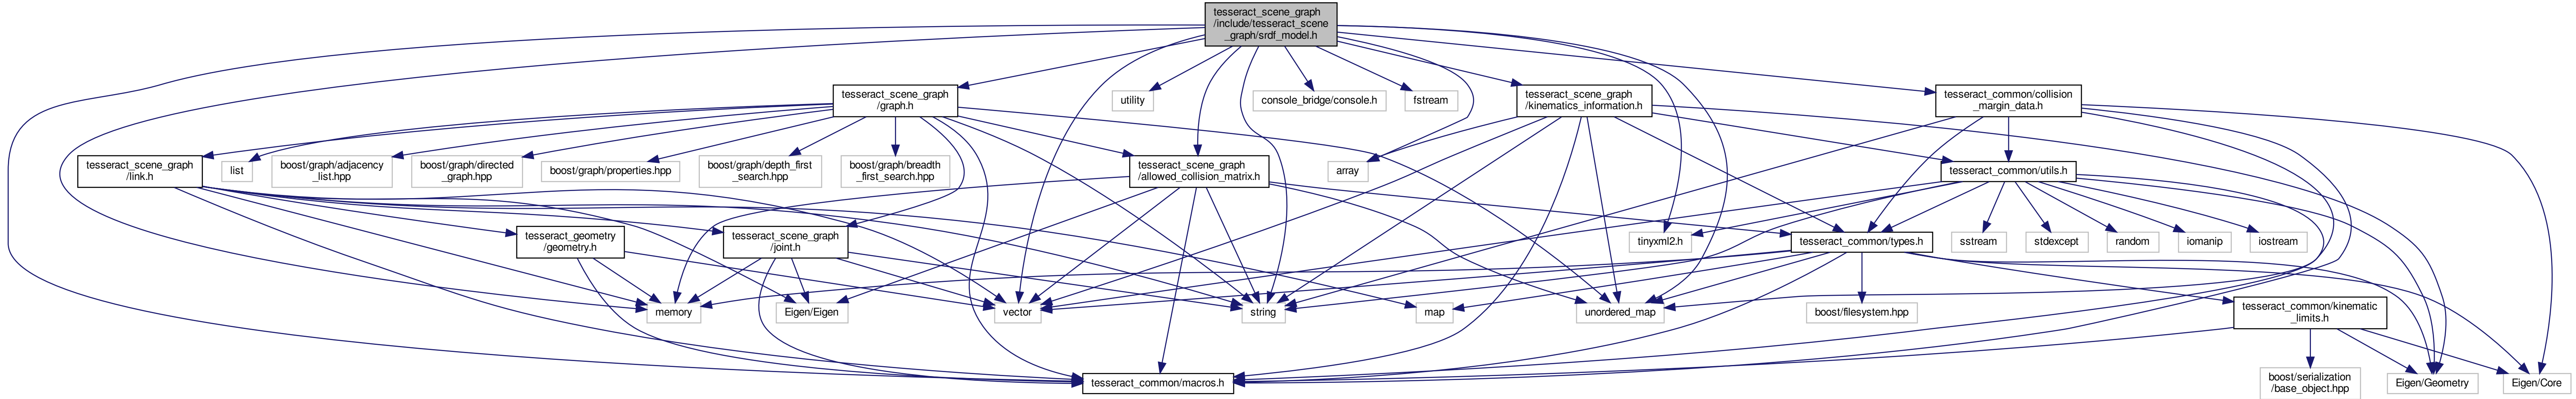 tesseract_scene_graph
/include/tesseract_scene
_graph/srdf_model.h
tesseract_scene_graph
/graph.h
utility
console_bridge/console.h
fstream
tesseract_scene_graph
/kinematics_information.h
tesseract_common/collision
_margin_data.h
tesseract_scene_graph
/link.h
list
boost/graph/adjacency
_list.hpp
boost/graph/directed
_graph.hpp
boost/graph/properties.hpp
boost/graph/depth_first
_search.hpp
boost/graph/breadth
_first_search.hpp
tesseract_scene_graph
/allowed_collision_matrix.h
array
tesseract_common/utils.h
tesseract_geometry
/geometry.h
tesseract_scene_graph
/joint.h
tinyxml2.h
tesseract_common/types.h
sstream
stdexcept
random
iomanip
iostream
memory
Eigen/Eigen
vector
string
map
unordered_map
boost/filesystem.hpp
tesseract_common/kinematic
_limits.h
tesseract_common/macros.h
boost/serialization
/base_object.hpp
Eigen/Geometry
Eigen/Core